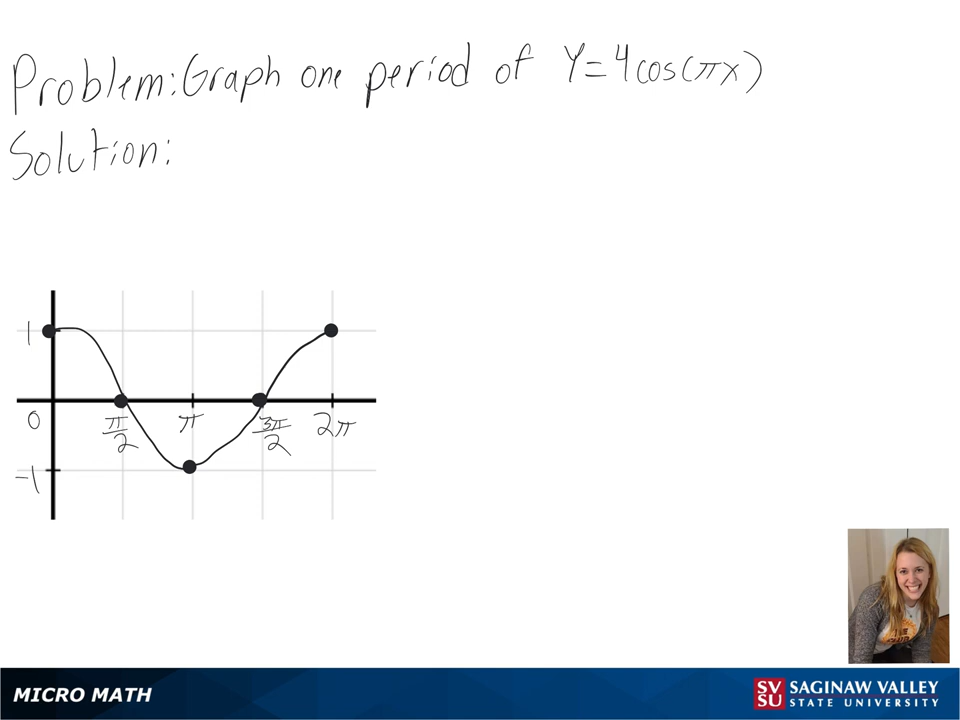 Problem: Graph one period of Y=4cos(πx)
Solution:
1
0 π/2 π 3π/2 2π
-1
MICRO MATH
SV SU SAGINAW VALLEY
STATE UNIVERSITY